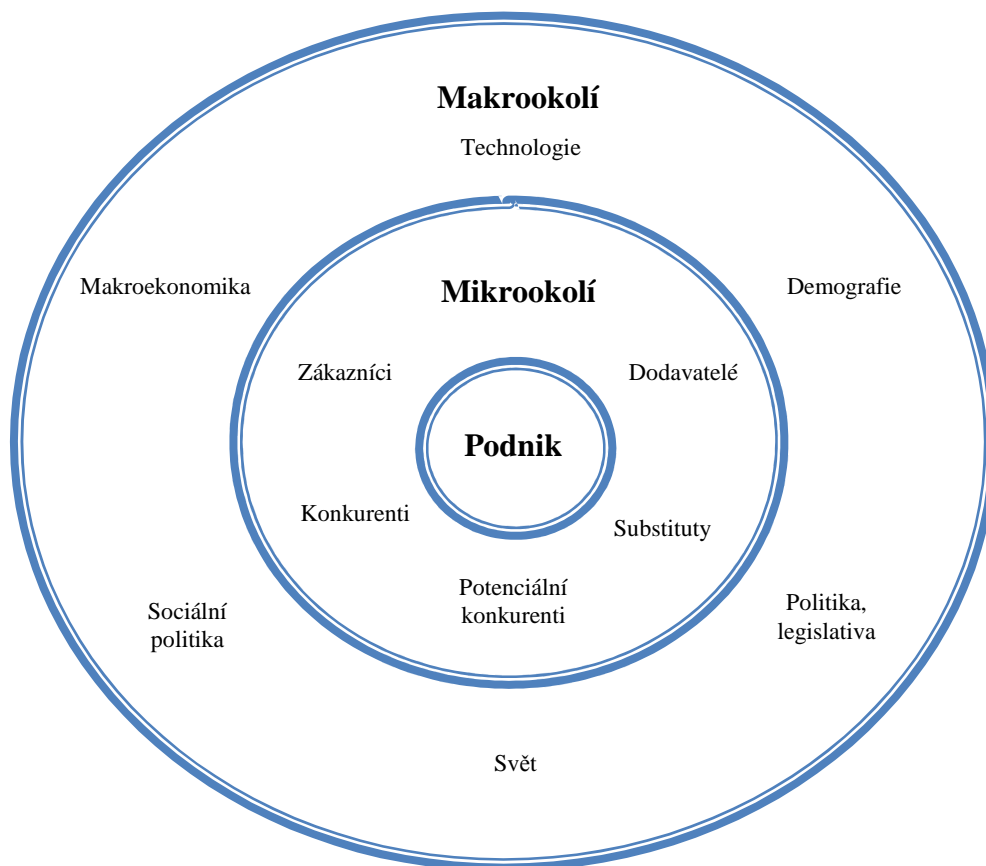 Makrookolí
Technologie
Makroekonomika
Demografie
Mikrookolí
Zákazníci
Dodavatelé
Podnik
Konkurenti
Substituty
Potenciální
konkurenti
Sociální
politika
Politika,
legislativa
Svět